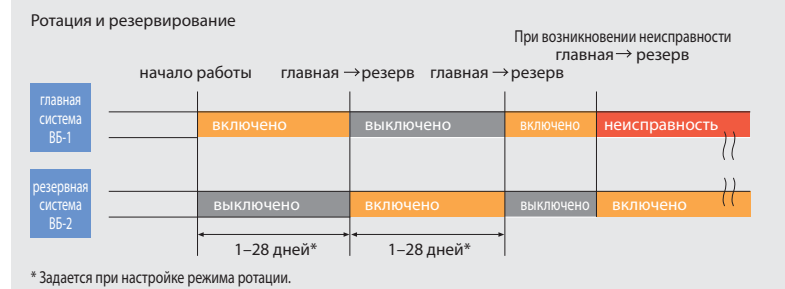 Ротация и резервирование
При возникновении неисправности
главная → резерв
начало работы главная → резерв главная → резерв
главная
система
ВБ-1
включено выключено включено неисправность
резервная
система
ВБ-2
выключено включено выключено включено
1–28 дней* 1–28 дней*
* Задается при настройке режима ротации.